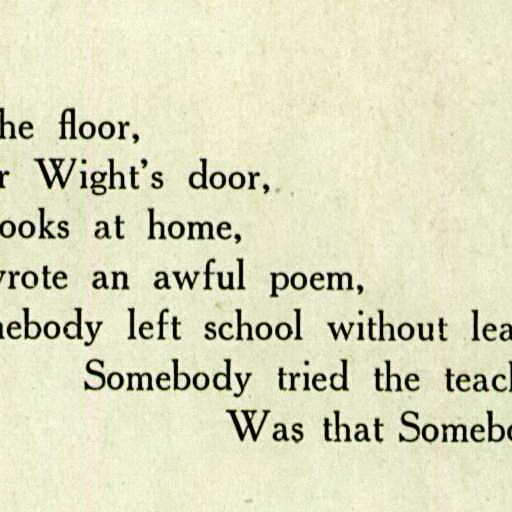 he floor,
r Wight's door,
ooks at home,
wrote an awful poem,
ebody left school without lea
Somebody tried the teach
Was that Somebo